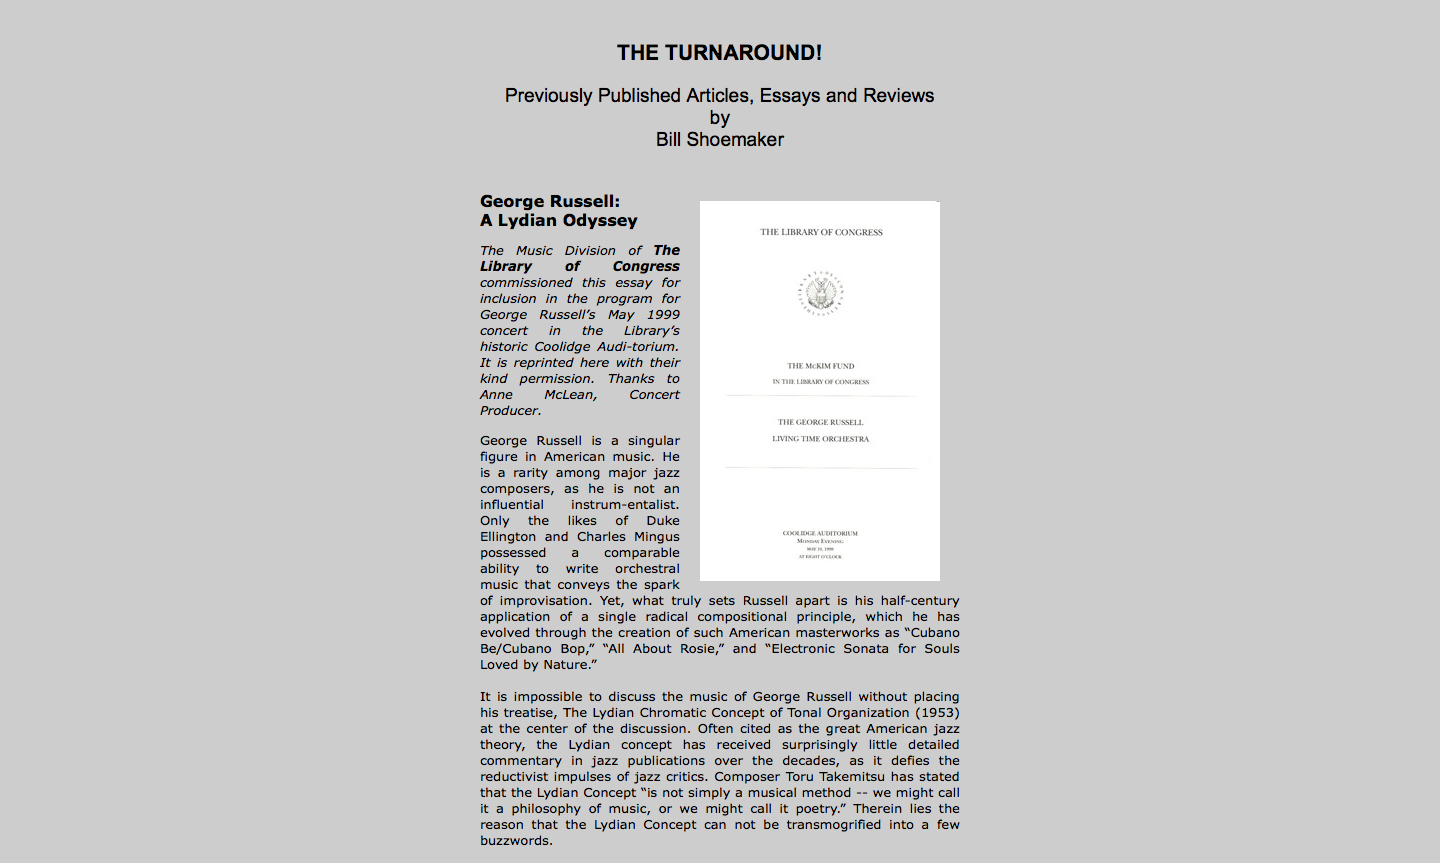 THE TURNAROUND!
Previously Published Articles, Essays and Reviews
by
Bill Shoemaker
George Russell:
A Lydian Odyssey
The Music Division of The
Library of Congress
commissioned this essay for
inclusion in the program for
George Russell’s May 1999
concert in the Library’s
historic Coolidge Audi-torium.
It is reprinted here with their
kind permission. Thanks to
Anne McLean, Concert
Producer.
THE LIBRARY OF CONGRESS
THE McKIM FUND
IN THE LIBRARY OF CONGRESS
THE GEORGE RUSSELL
LIVING TIME ORCHESTRA
COOLIDGE AUDITORIUM
MONDAY EVENING
MAY 10, 1999
AT EIGHT O'CLOCK
George Russell is a singular
figure in American music. He
is a rarity among major jazz
composers, as he is not an
influential instrum-entalist.
Only the likes of Duke
Ellington and Charles Mingus
possessed a comparable
ability to write orchestral
music that conveys the spark
of improvisation. Yet, what truly sets Russell apart is his half-century
application of a single radical compositional principle, which he has
evolved through the creation of such American masterworks as “Cubano
Be/Cubano Bop,” “All About Rosie,” and “Electronic Sonata for Souls
Loved by Nature.”
It is impossible to discuss the music of George Russell without placing
his treatise, The Lydian Chromatic Concept of Tonal Organization (1953)
at the center of the discussion. Often cited as the great American jazz
theory, the Lydian concept has received surprisingly little detailed
commentary in jazz publications over the decades, as it defies the
reductivist impulses of jazz critics. Composer Toru Takemitsu has stated
that the Lydian Concept “is not simply a musical method -- we might call
it a philosophy of music, or we might call it poetry.” Therein lies the
reason that the Lydian Concept can not be transmogrified into a few
buzzwords.